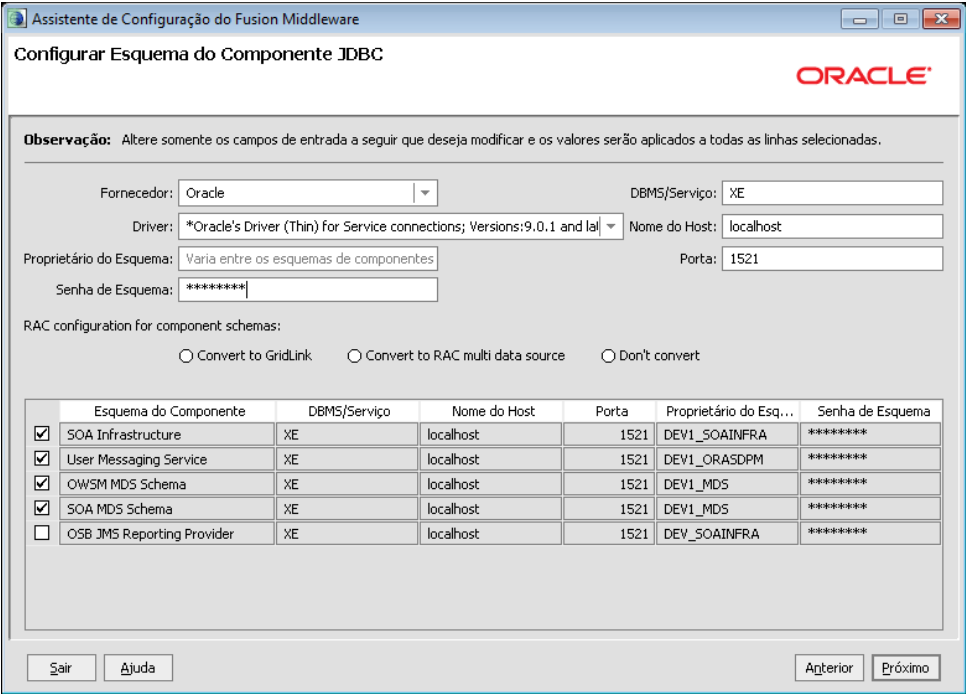 Assistente de Configuração do Fusion Middleware
Configurar Esquema do Componente JDBC
ORACLE
Observação: Altere somente os campos de entrada a seguir que deseja modificar e os valores serão aplicados a todas as linhas selecionadas.
Fornecedor: Oracle DBMS/Serviço: XE
Driver: *Oracle's Driver (Thin) for Service connections; Versions:9.0.1 and lat Nome do Host: localhost
Proprietário do Esquema: Varia entre os esquemas de componentes Porta: 1521
Senha de Esquema: ********
RAC configuration for component schemas:
Convert to GridLink Convert to RAC multi data source Don't convert
Esquema do Componente DBMS/Serviço Nome do Host Porta Proprietário do Esq... Senha de Esquema
SOA Infrastructure XE localhost 1521 DEV1_SOAINFRA ********
User Messaging Service XE localhost 1521 DEV1_ORASDPM ********
OWSM MDS Schema XE localhost 1521 DEV1_MDS ********
SOA MDS Schema XE localhost 1521 DEV1_MDS ********
OSB JMS Reporting Provider XE localhost 1521 DEV_SOAINFRA ********
Sair Ajuda Anterior Próximo